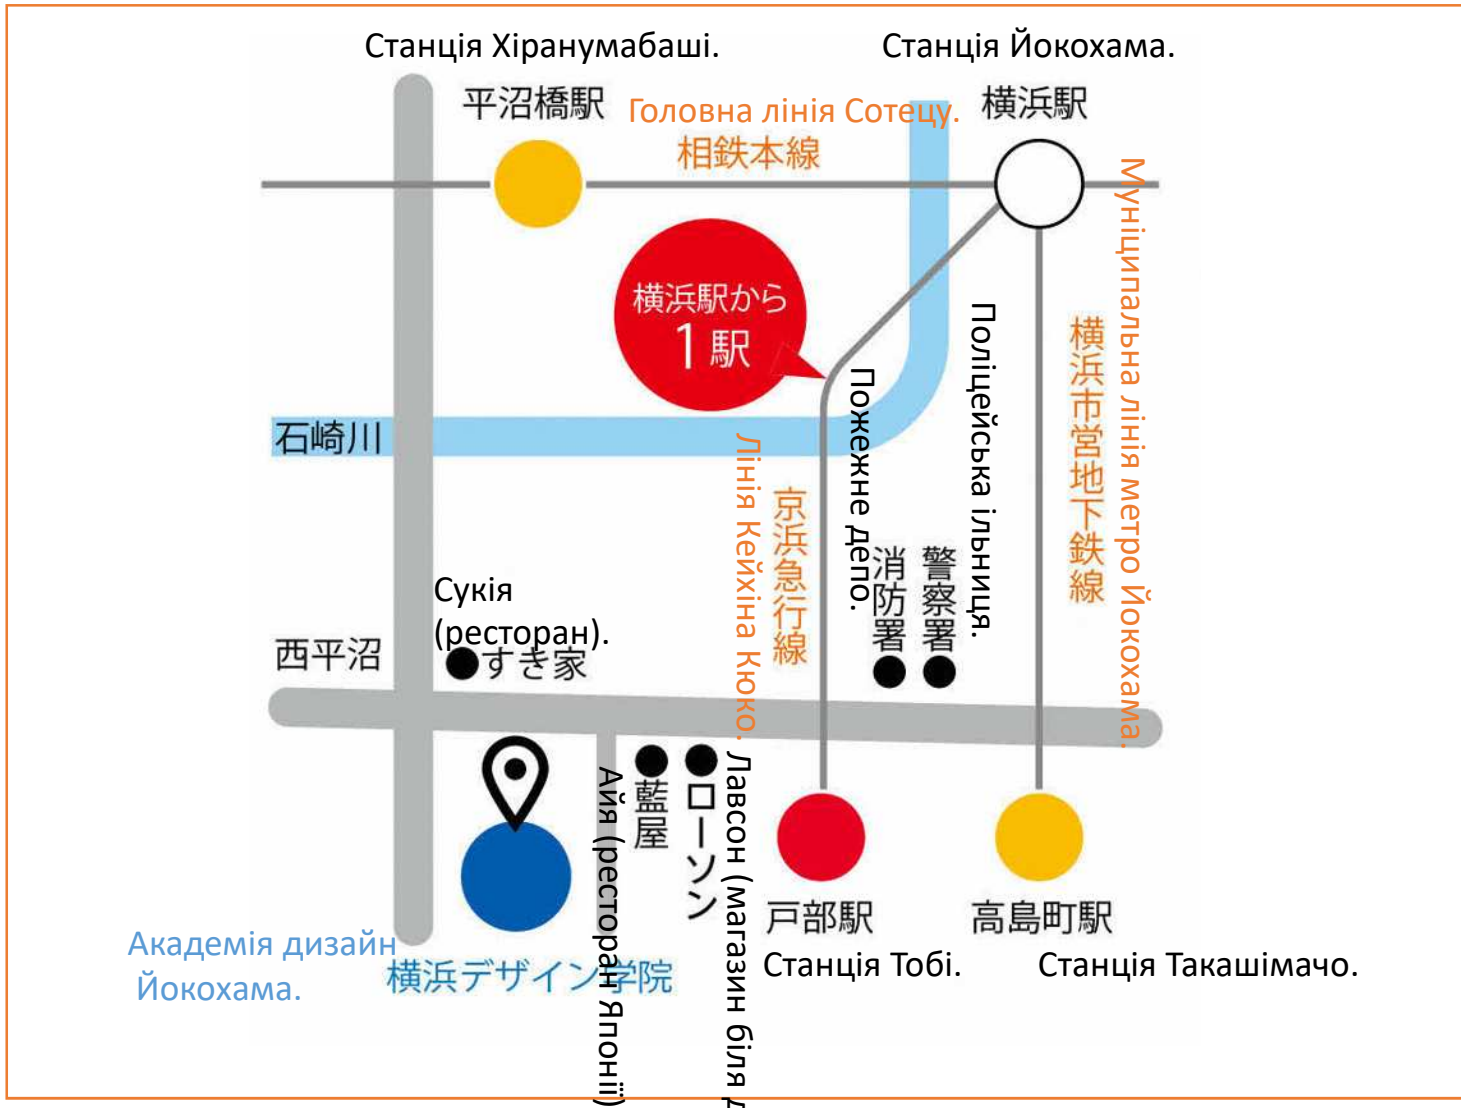 Станція Хіранумабаші.
Станція Йокохама.
平沼橋駅
Головна лінія Сотецу.
横浜駅
相鉄本線
Муніципальна лінія метро Йокохама.
横浜駅から
1駅
横浜市営地下鉄線
Поліцейська ільниця.
Пожежне депо.
石崎川
Лінія Кейхіна Кюко.
京浜急行線
消防署
警察署
Сукія
(ресторан).
西平沼
すき家
Айя (ресторан Японії)
藍屋
ローソン
Лавсон (магазин біля д
戸部駅
高島町駅
Академія дизайн
Йокохама.
横浜デザイン学院
Станція Тобі.
Станція Такашімачо.